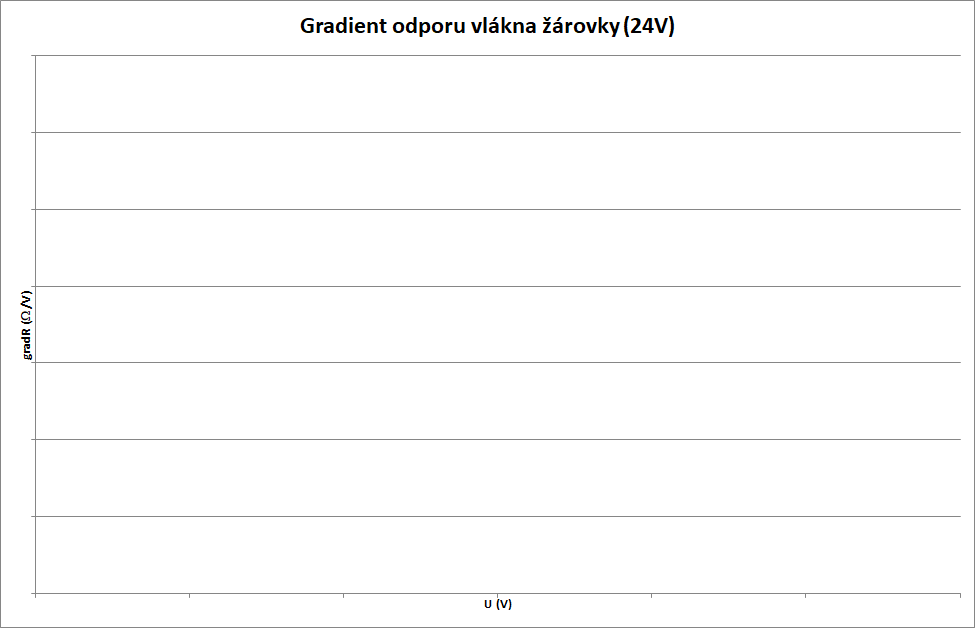 Gradient odporu vlákna žárovky (24V)
gradR (Ω/V)
U (V)